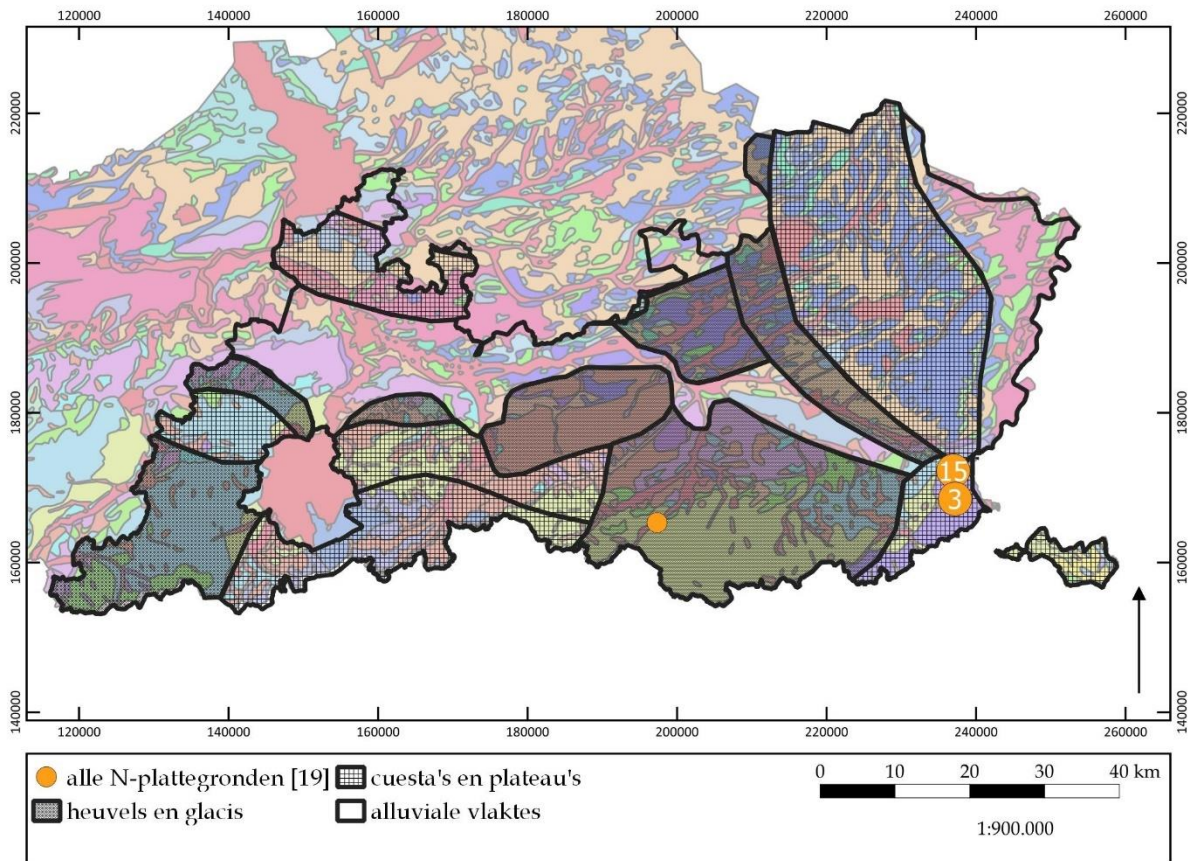 120000 140000 160000 180000 200000 220000 240000 260000
220000 220000
200000 200000
180000 180000
15
3
160000 160000
140000 140000
120000 140000 160000 180000 200000 220000 240000 260000
alle N-plattegronden [19] cuesta's en plateau's
heuvels en glacis alluviale vlaktes
0 10 20 30 40 km
1:900.000